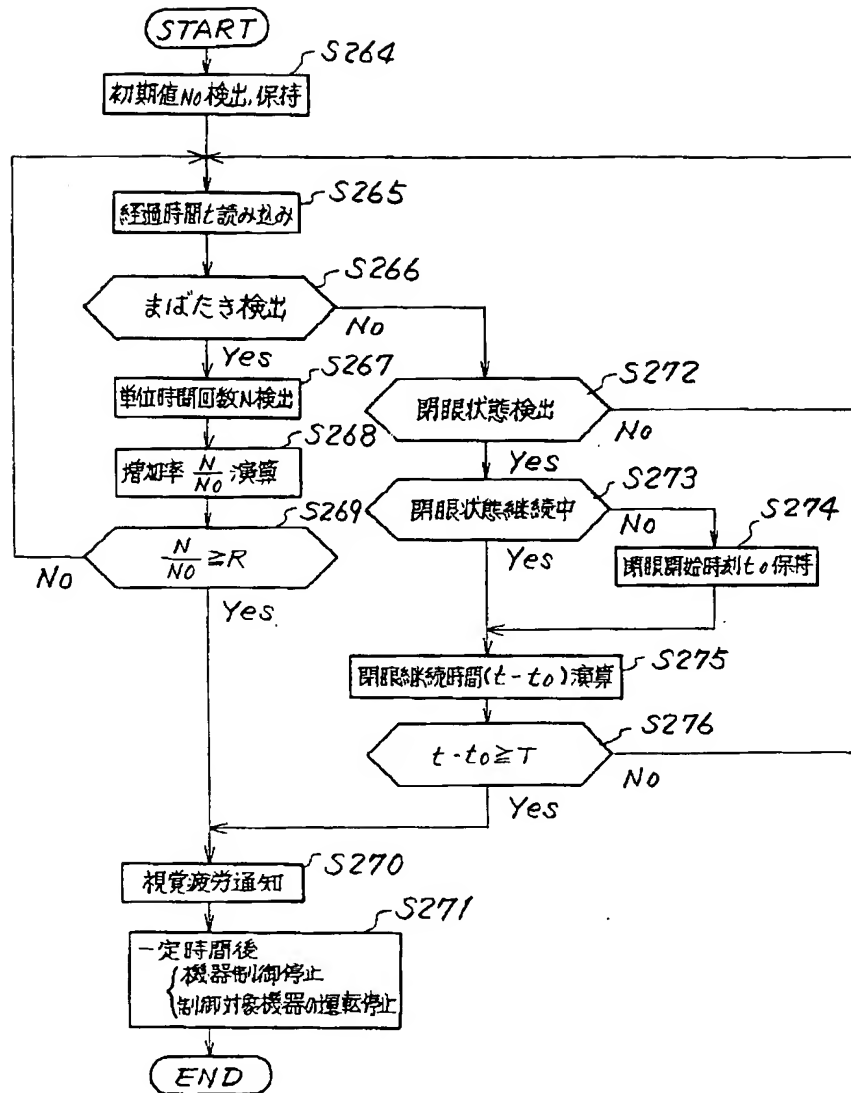 START
S264
初期値N0検出,保持
S265
経過時間t読み込み
S266
まばたき検出
No
Yes
S267
単位時間回数N検出
S268
増加率 N/N0 演算
S269
N/N0 ≧R
No
Yes
S272
閉眼状態検出
No
Yes
S273
閉眼状態継続中
No
Yes
S274
閉眼開始時刻t0保持
S275
閉眼継続時間(t-t0)演算
S276
t-t0≧T
No
Yes
S270
視覚疲労通知
S271
一定時間後
機器制御停止
制御対象機器の運転停止
END